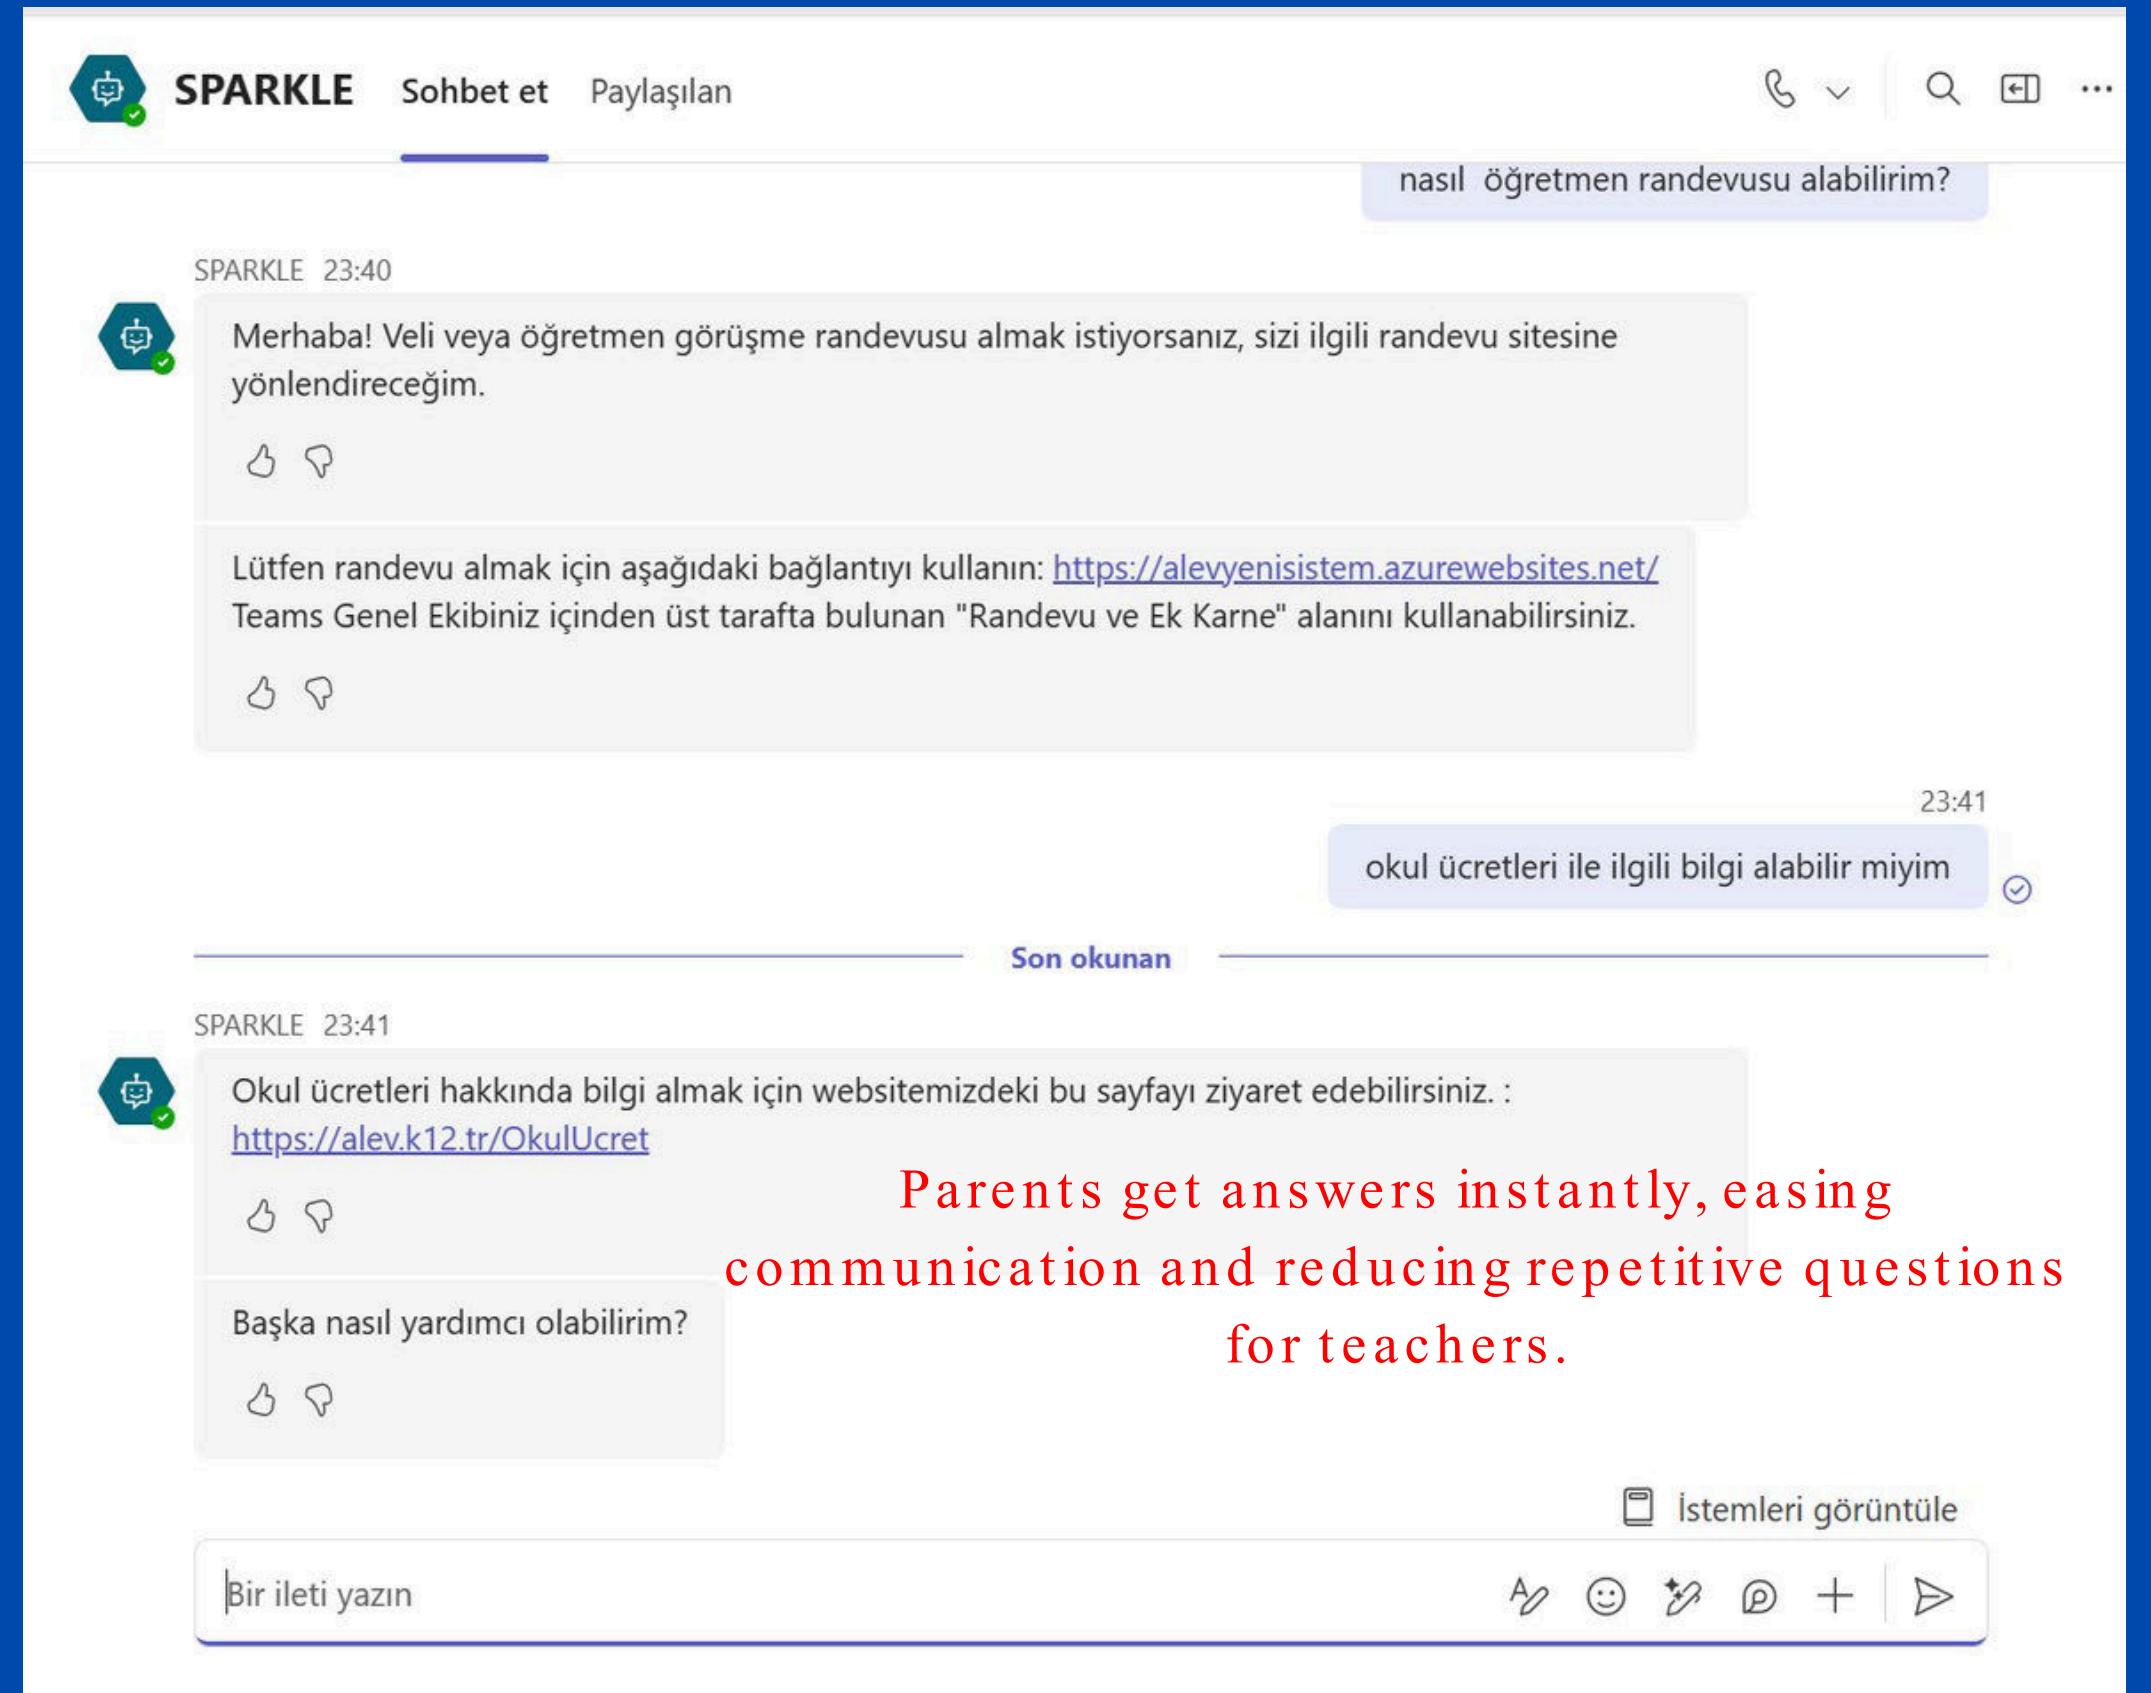 SPARKLE Sohbet et Paylaşılan
nasıl öğretmen randevusu alabilirim?
SPARKLE 23:40
Merhaba! Veli veya öğretmen görüşme randevusu almak istiyorsanız, sizi ilgili randevu sitesine
yönlendireceğim.
Lütfen randevu almak için aşağıdaki bağlantıyı kullanın: https://alevyenisistem.azurewebsites.net/
Teams Genel Ekibiniz içinden üst tarafta bulunan "Randevu ve Ek Karne" alanını kullanabilirsiniz.
23:41
okul ücretleri ile ilgili bilgi alabilir miyim
Son okunan
SPARKLE 23:41
Okul ücretleri hakkında bilgi almak için websitemizdeki bu sayfayı ziyaret edebilirsiniz. :
https://alev.k12.tr/OkulUcret
Parents get answers instantly, easing
communication and reducing repetitive questions
for teachers.
Başka nasıl yardımcı olabilirim?
İstemleri görüntüle
Bir ileti yazın